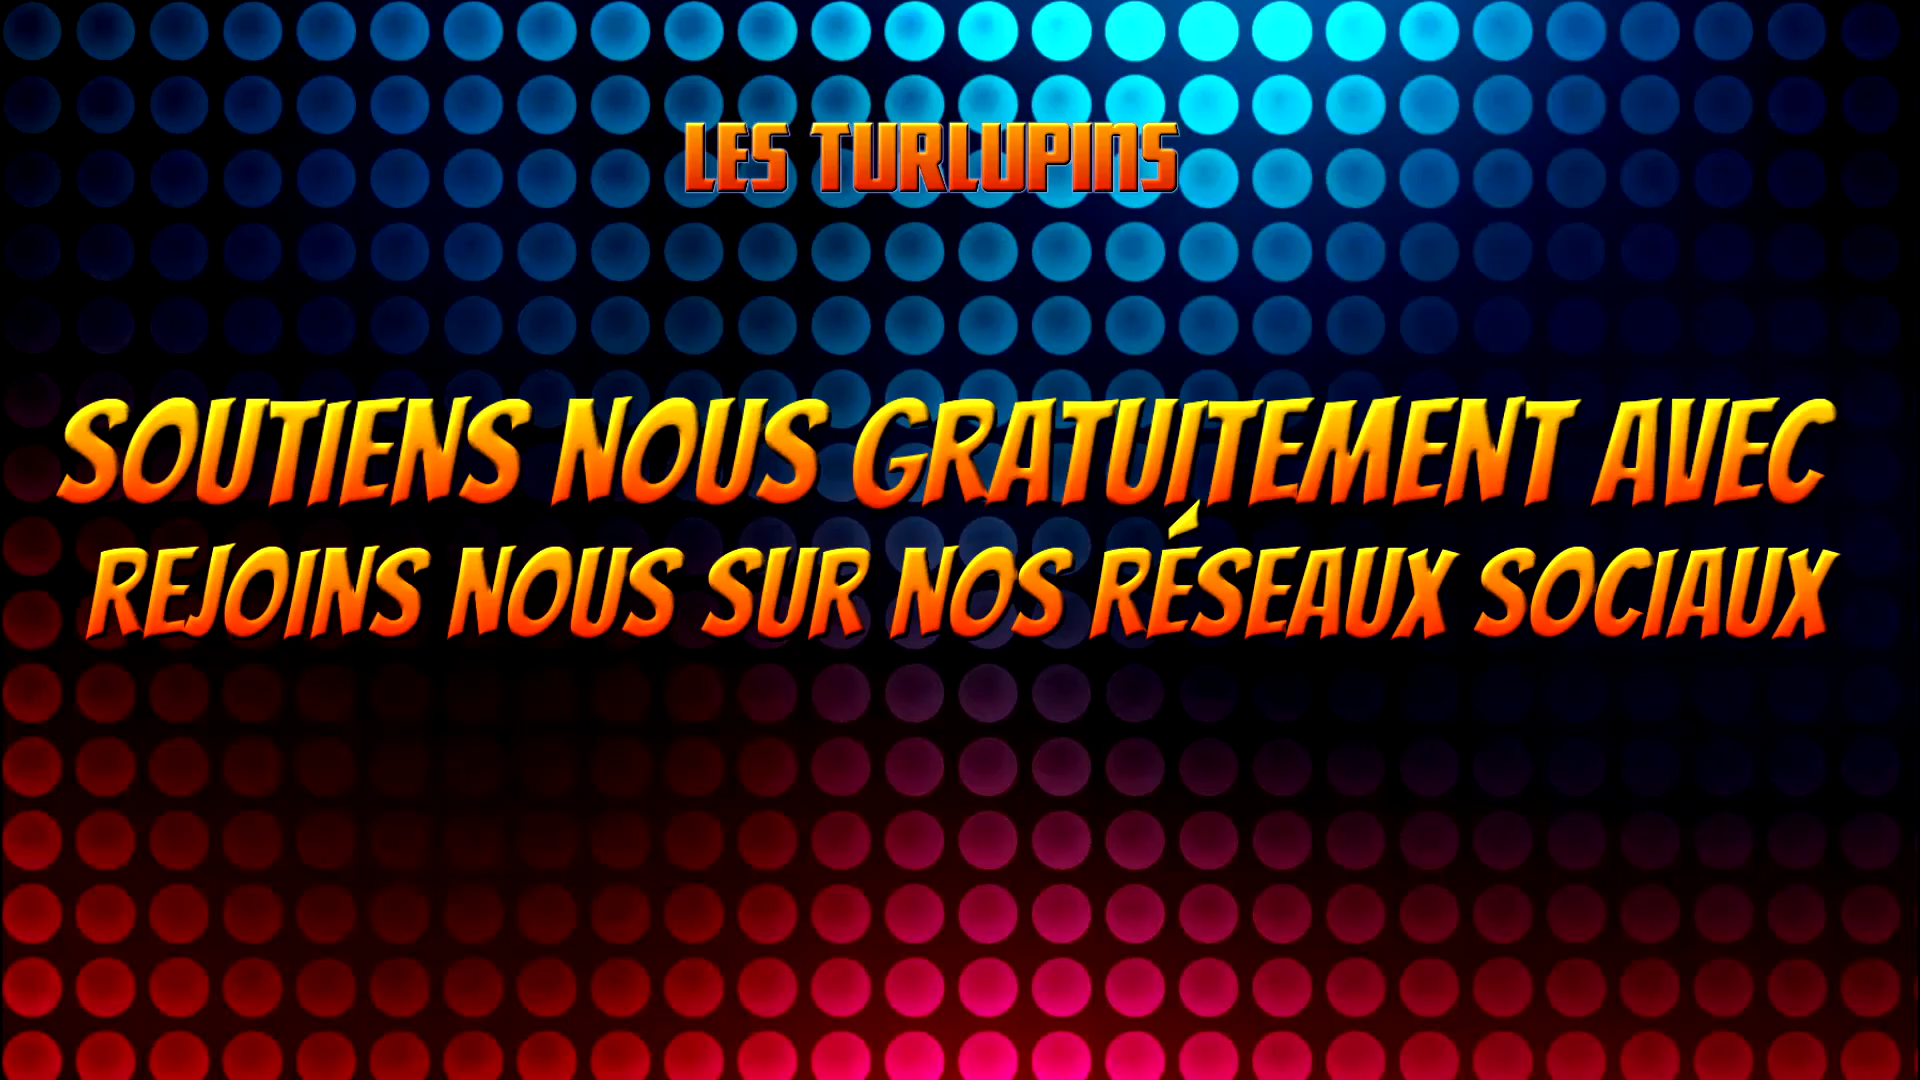 LES TURLUPINS
SOUTIENS NOUS GRATUITEMENT AVEC
REJOINS NOUS SUR NOS RÉSEAUX SOCIAUX